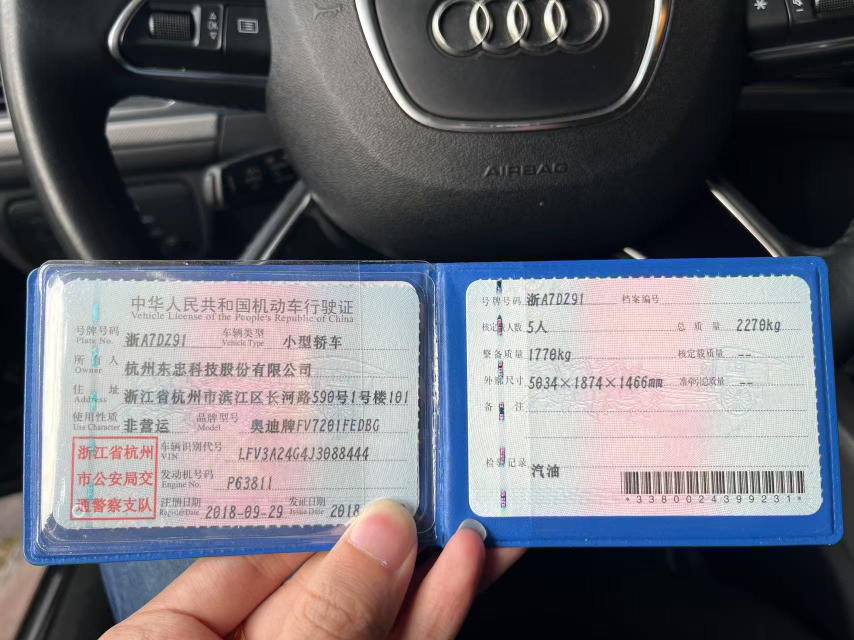 AIRBAG
中华人民共和国机动车行驶证
Vehicle License of the People's Republic of China
号牌号码 浙A7DZ91 车辆类型 小型轿车
Plate No. Vehicle Type
所有人 杭州东忠科技股份有限公司
Owner
住址 浙江省杭州市滨江区长河路590号1号楼101
Address
使用性质 非营运 品牌型号 奥迪牌FV7201FEDBG
Use Character Model
浙江省杭州
市公安局交
通警察支队
车辆识别代号 LFV3A24G4J3088444
VIN
发动机号码 P63811
Engine No.
注册日期 2018-09-29 发证日期 2018
Register Date Issue Date
号牌号码 浙A7DZ91 档案编号
核定载人数 5人 总质量 2270kg
整备质量 1770kg 核定载质量 --
外廓尺寸 5034×1874×1466mm 准牵引总质量 --
备注
检验记录 汽油
*3380024399231*